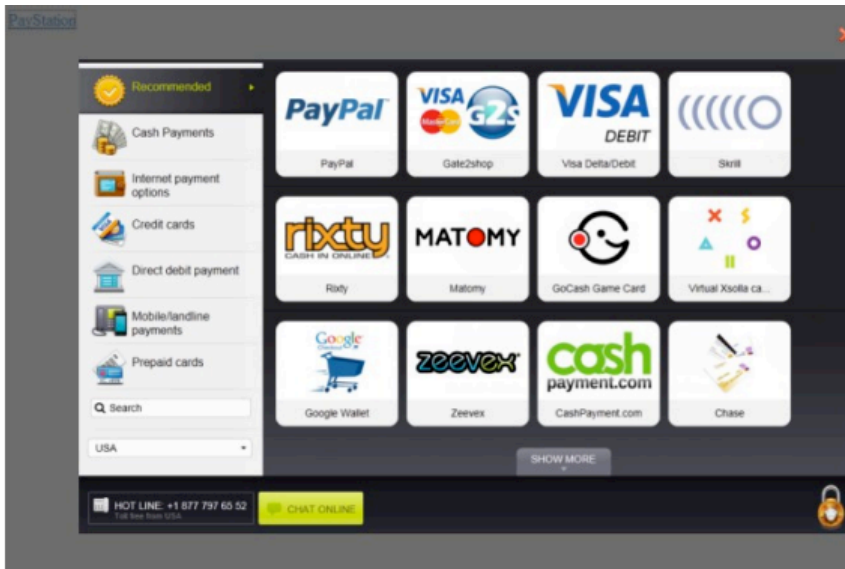 PayStation
Recommended
Cash Payments
Internet payment
options
Credit cards
Direct debit payment
Mobile/landline
payments
Prepaid cards
Search
USA
PayPal
PayPal
VISA
MasterCard
G2S
Gate2shop
VISA
DEBIT
Visa Delta/Debit
Skrill
rixty
CASH IN ONLINE
Rixty
MATOMY
Matomy
GoCash Game Card
Virtual Xsolla ca...
Google
Checkout
Google Wallet
zeevex
Zeevex
cash
payment.com
CashPayment.com
Chase
SHOW MORE
HOT LINE: +1 877 797 65 52
Toll free from USA
CHAT ONLINE